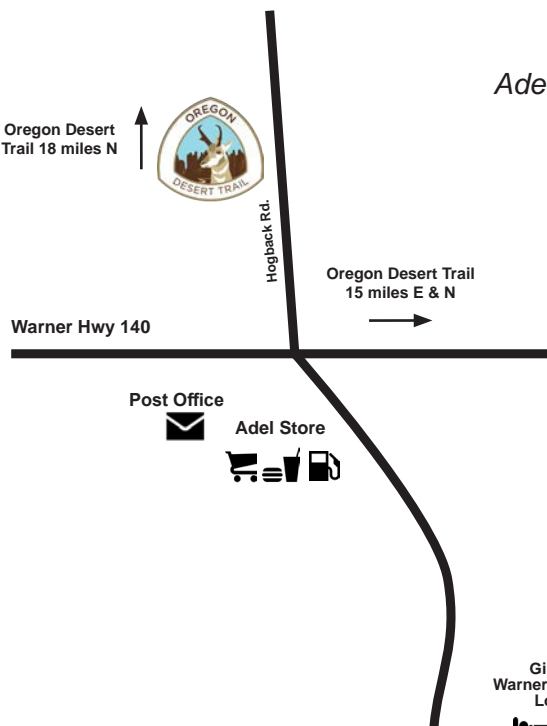 Ade
OREGON
DESERT TRAIL
Oregon Desert
Trail 18 miles N
Hogback Rd.
Oregon Desert Trail
15 miles E & N
Warner Hwy 140
Post Office
Adel Store
Gi
Warner
Lo